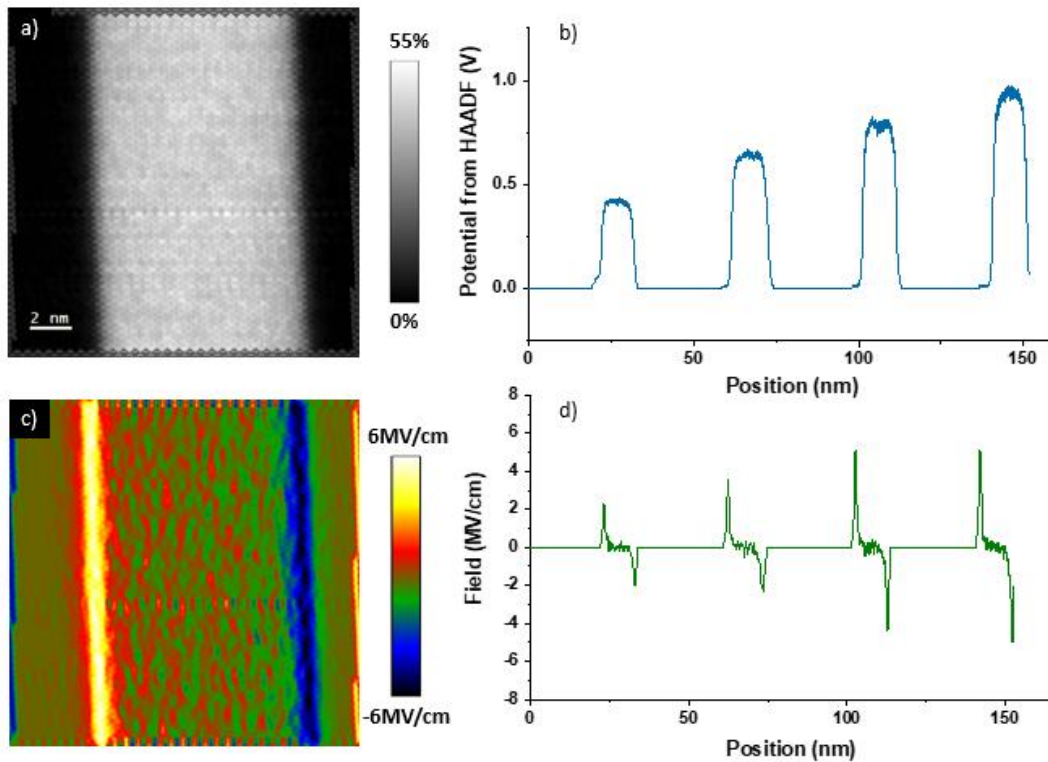 a)
55%
0%
2 nm
b)
Potential from HAADF (V)
1.0
0.5
0.0
0
50
100
150
Position (nm)
c)
6MV/cm
-6MV/cm
d)
Field (MV/cm)
8
6
4
2
0
-2
-4
-6
-8
0
50
100
150
Position (nm)